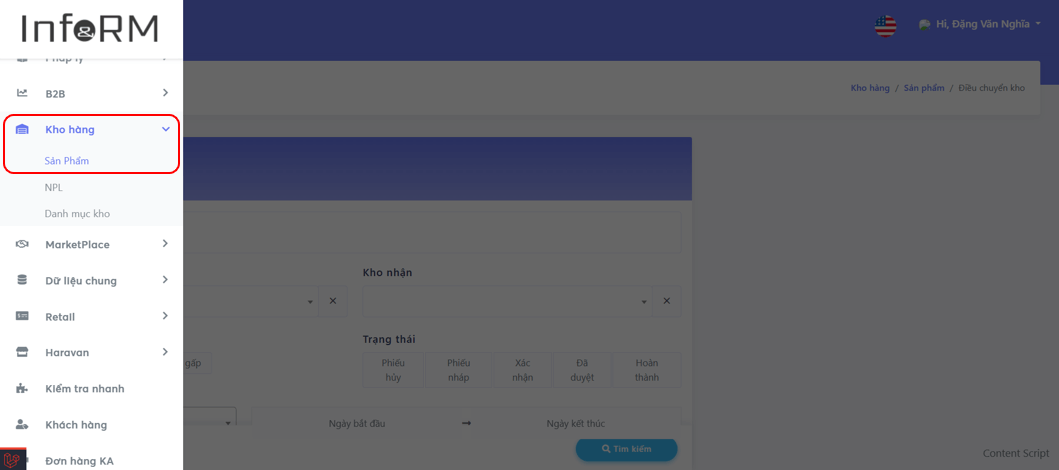 Inf&RM
Pháp lý
B2B
Kho hàng
Sản Phẩm
NPL
Danh mục kho
MarketPlace
Dữ liệu chung
Retail
Haravan
Kiểm tra nhanh
Khách hàng
Đơn hàng KA
Hi, Đặng Văn Nghĩa
Kho hàng / Sản phẩm / Điều chuyển kho
Kho nhận
Trạng thái
gấp
Phiếu hủy
Phiếu nháp
Xác nhận
Đã duyệt
Hoàn thành
Ngày bắt đầu
Ngày kết thúc
Tìm kiếm
Content Script